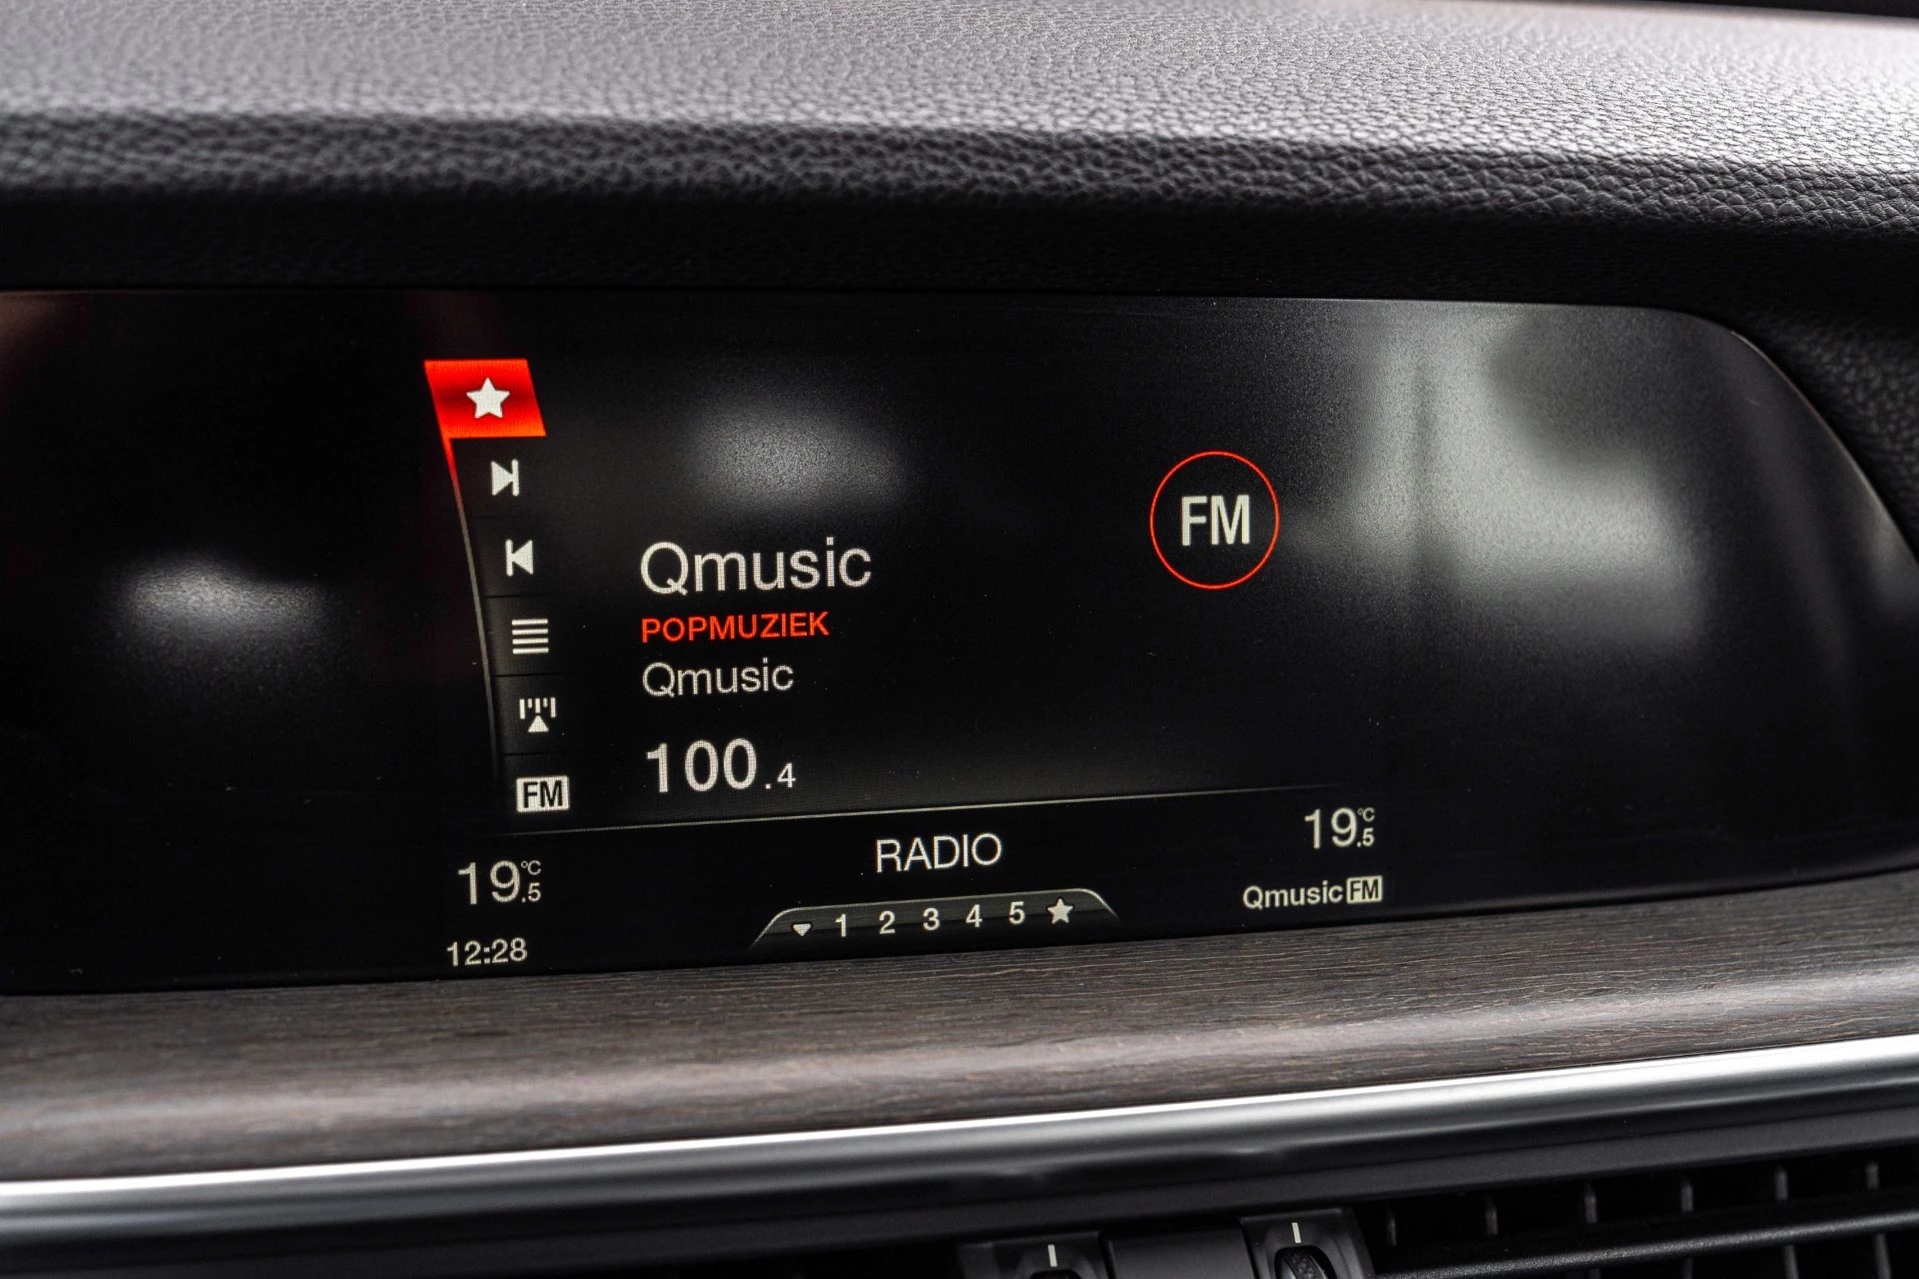 Qmusic
POPMUZIEK
Qmusic
100.4
FM
FM
RADIO
19.5°C
19.5°C
12:28
1 2 3 4 5
Qmusic FM